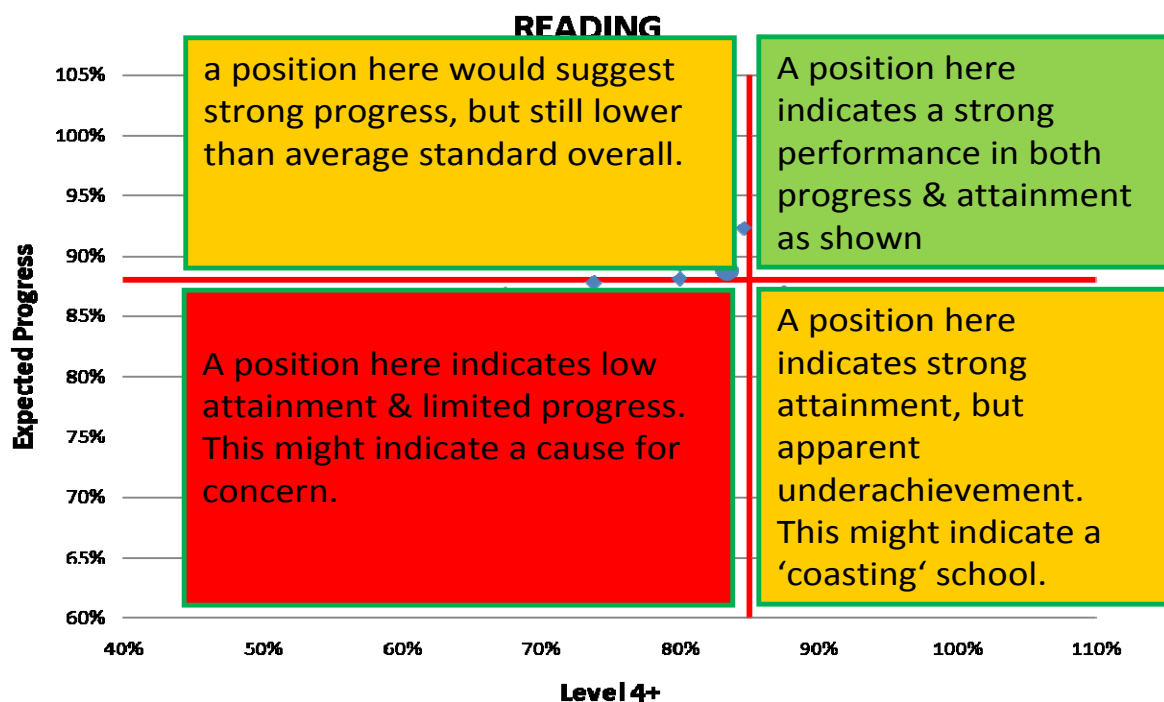 READING
a position here would suggest
strong progress, but still lower
than average standard overall.
A position here
indicates a strong
performance in both
progress & attainment
as shown
A position here indicates low
attainment & limited progress.
This might indicate a cause for
concern.
A position here
indicates strong
attainment, but
apparent
underachievement.
This might indicate a
‘coasting‘ school.
Expected Progress
105%
100%
95%
90%
85%
80%
75%
70%
65%
60%
40% 50% 60% 70% 80% 90% 100% 110%
Level 4+